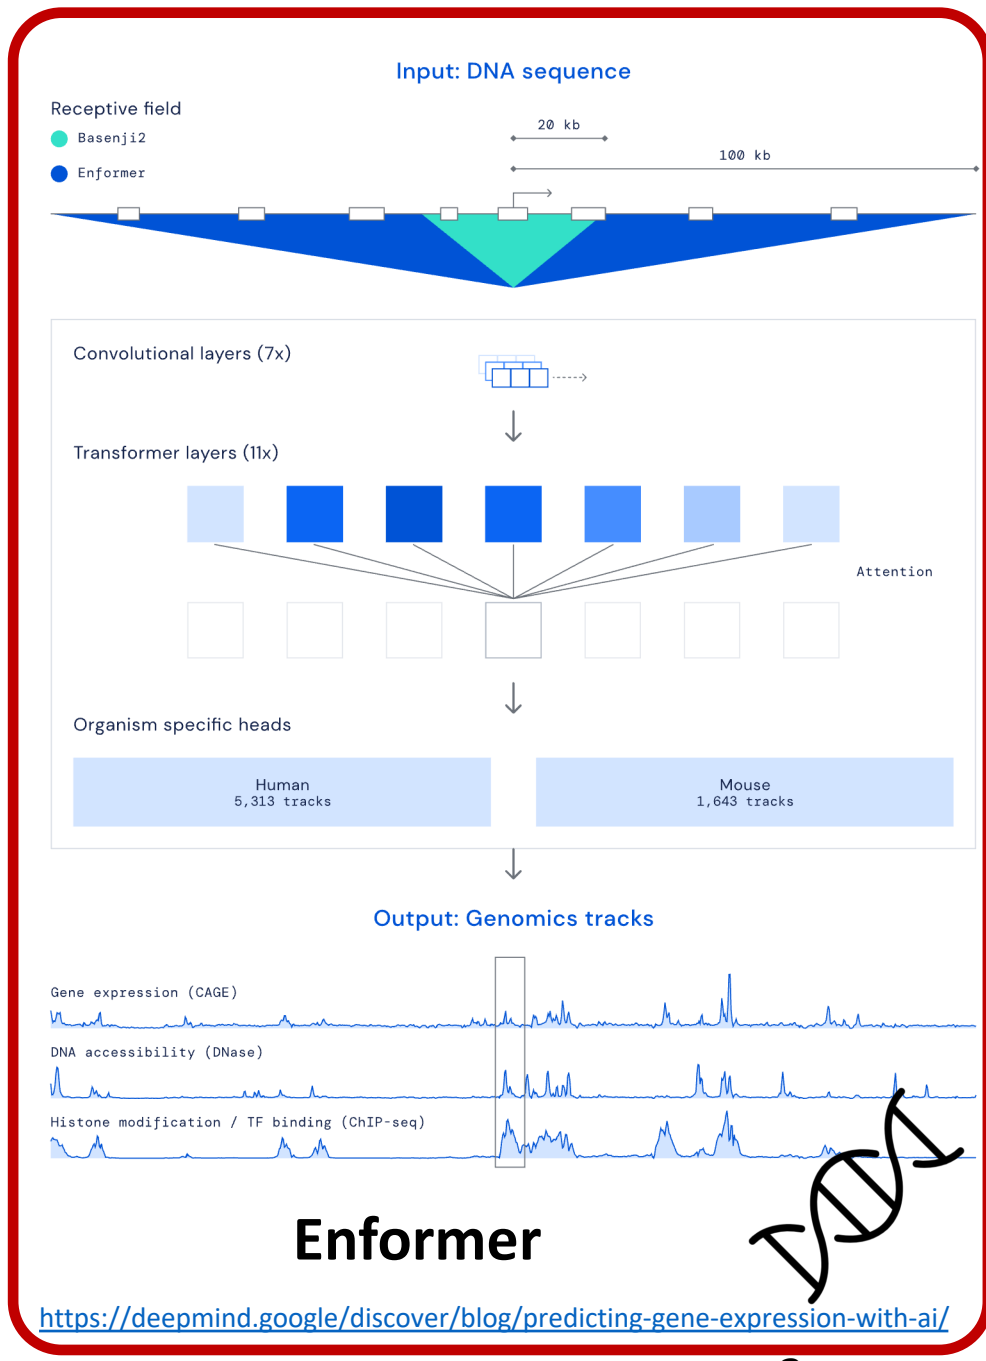 Input: DNA sequence
Receptive field
Basenji2
Enformer
20 kb
100 kb
Convolutional layers (7x)
Transformer layers (11x)
Attention
Organism specific heads
Human
5,313 tracks
Mouse
1,643 tracks
Output: Genomics tracks
Gene expression (CAGE)
DNA accessibility (DNase)
Histone modification / TF binding (ChIP-seq)
Enformer
https://deepmind.google/discover/blog/predicting-gene-expression-with-ai/